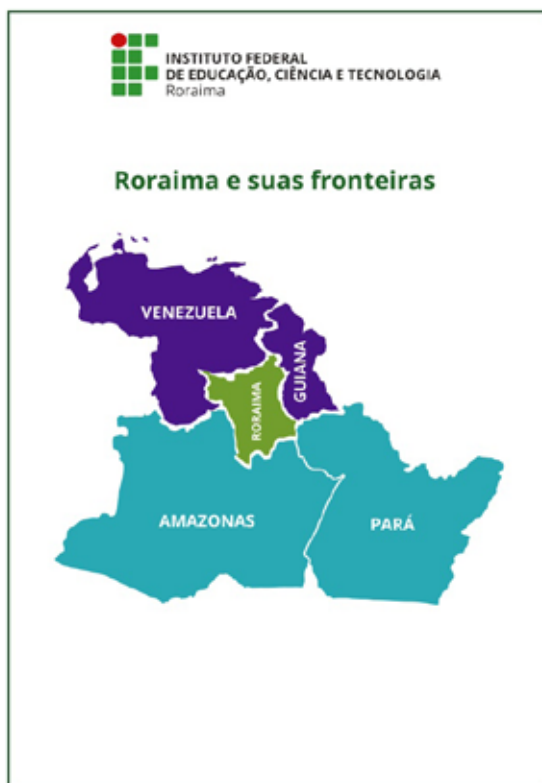 INSTITUTO FEDERAL
DE EDUCAÇÃO, CIÊNCIA E TECNOLOGIA
Roraima
Roraima e suas fronteiras
VENEZUELA
GUIANA
RORAIMA
AMAZONAS
PARÁ